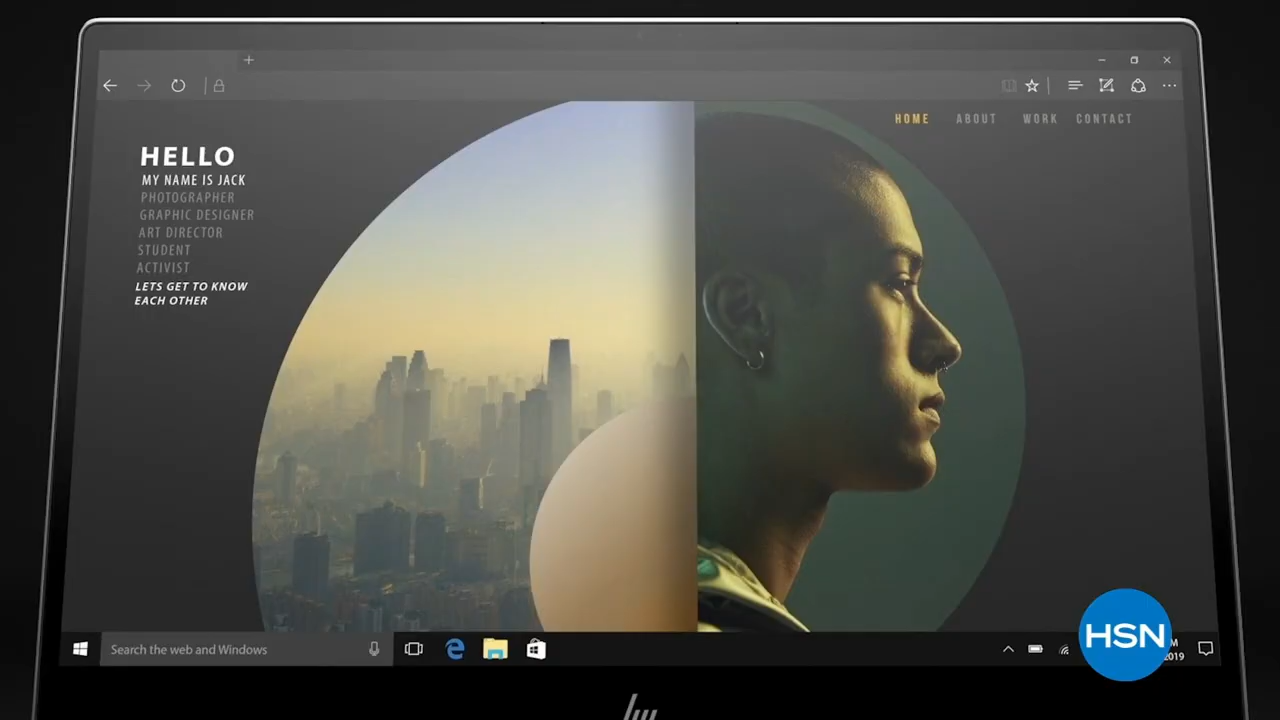 HOME ABOUT WORK CONTACT
HELLO
MY NAME IS JACK
PHOTOGRAPHER
GRAPHIC DESIGNER
ART DIRECTOR
STUDENT
ACTIVIST
LETS GET TO KNOW
EACH OTHER
Search the web and Windows
HSN
M
2019
hp